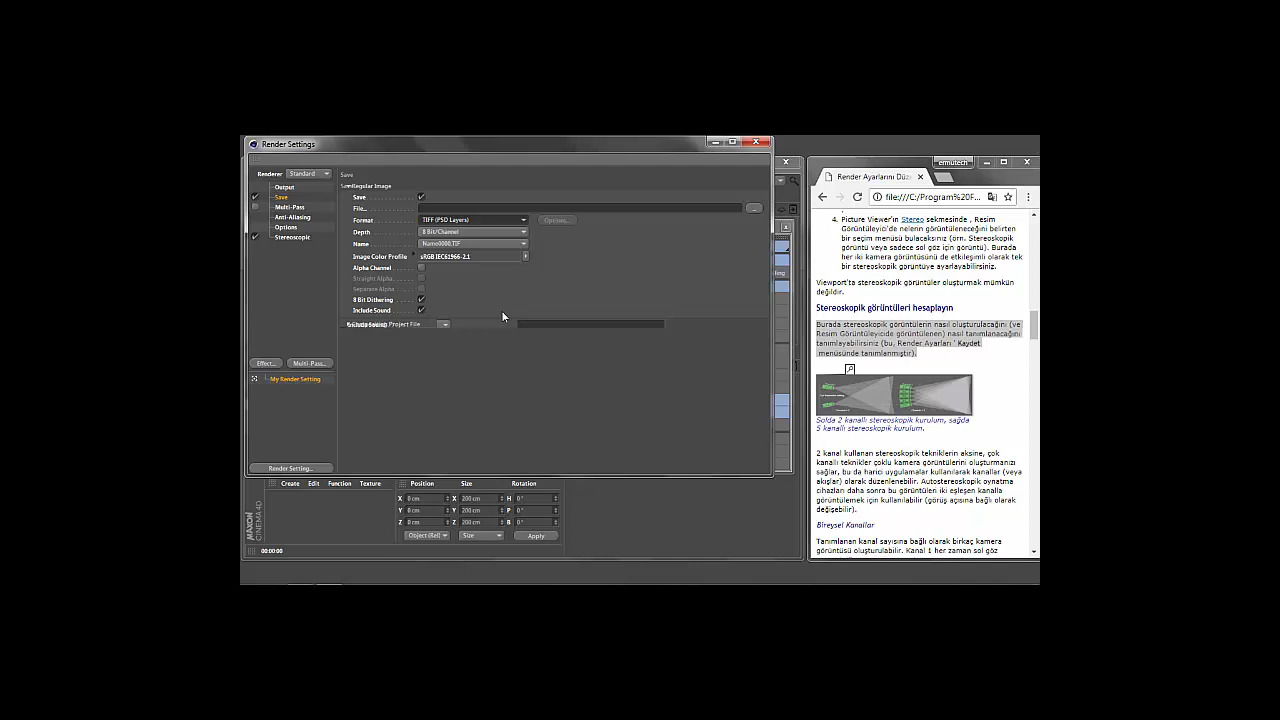 Render Settings
Renderer Standard
Output
Save
Multi-Pass
Anti-Aliasing
Options
Stereoscopic
Effect... Multi-Pass...
My Render Setting
Render Setting...
Save
Regular Image
Save
File...
Format TIFF (PSD Layers) Options...
Depth 8 Bit/Channel
Name Name0000.TIF
Image Color Profile sRGB IEC61966-2.1
Alpha Channel
Straight Alpha
Separate Alpha
8 Bit Dithering
Include Sound
Project File
Create Edit Function Texture
Position Size Rotation
X 0 cm X 200 cm H 0 °
Y 0 cm Y 200 cm P 0 °
Z 0 cm Z 200 cm B 0 °
Object (Rel) Size Apply
MAXON
CINEMA 4D
00:00:00
ermutech
Render Ayarlarını Düz
file:///C:/Program%20F...
4. Picture Viewer'ın Stereo sekmesinde , Resim
Görüntüleyici'de nelerin görüntüleneceğini belirten
bir seçim menüsü bulacaksınız (örn. Stereoskopik
görüntü veya sadece sol göz için görüntü). Burada
her iki kamera görüntüsünü de etkileşimli olarak tek
bir stereoskopik görüntüye ayarlayabilirsiniz.
Viewport'ta stereoskopik görüntüler oluşturmak mümkün
değildir.
Stereoskopik görüntüleri hesaplayın
Burada stereoskopik görüntülerin nasıl oluşturulacağını (ve
Resim Görüntüleyicide görüntülenen) nasıl tanımlanacağını
tanımlayabilirsiniz (bu, Render Ayarları ' Kaydet
menüsünde tanımlanmıştır).
Solda 2 kanallı stereoskopik kurulum, sağda
5 kanallı stereoskopik kurulum.
2 kanal kullanan stereoskopik tekniklerin aksine, çok
kanallı teknikler çoklu kamera görüntülerini oluşturmanızı
sağlar, bu da harici uygulamalar kullanılarak kanallar (veya
akışlar) olarak düzenlenebilir. Autostereoskopik oynatma
cihazları daha sonra bu görüntüleri iki eşleşen kanalla
görüntülemek için kullanılabilir (görüş açısına bağlı olarak
değişebilir).
Bireysel Kanallar
Tanımlanan kanal sayısına bağlı olarak birkaç kamera
görüntüsü oluşturulabilir. Kanal 1 her zaman sol göz